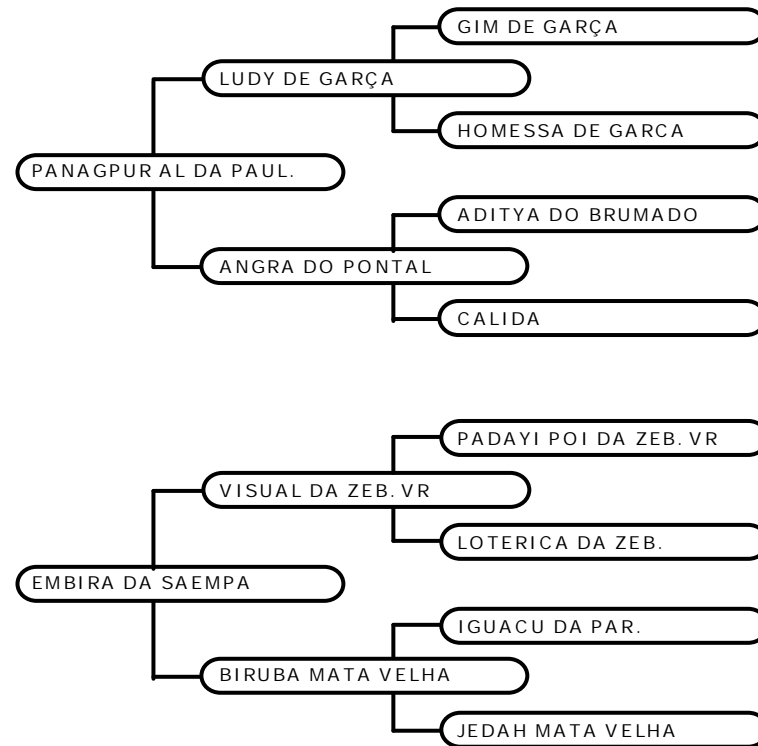 GIM DE GARÇA
LUDY DE GARÇA
HOMESSA DE GARCA
PANAGPUR AL DA PAUL.
ADITYA DO BRUMADO
ANGRA DO PONTAL
CALIDA
PADAYI POI DA ZEB. VR
VISUAL DA ZEB. VR
LOTERICA DA ZEB.
EMBIRA DA SAEMPA
IGUACU DA PAR.
BIRUBA MATA VELHA
JEDAH MATA VELHA